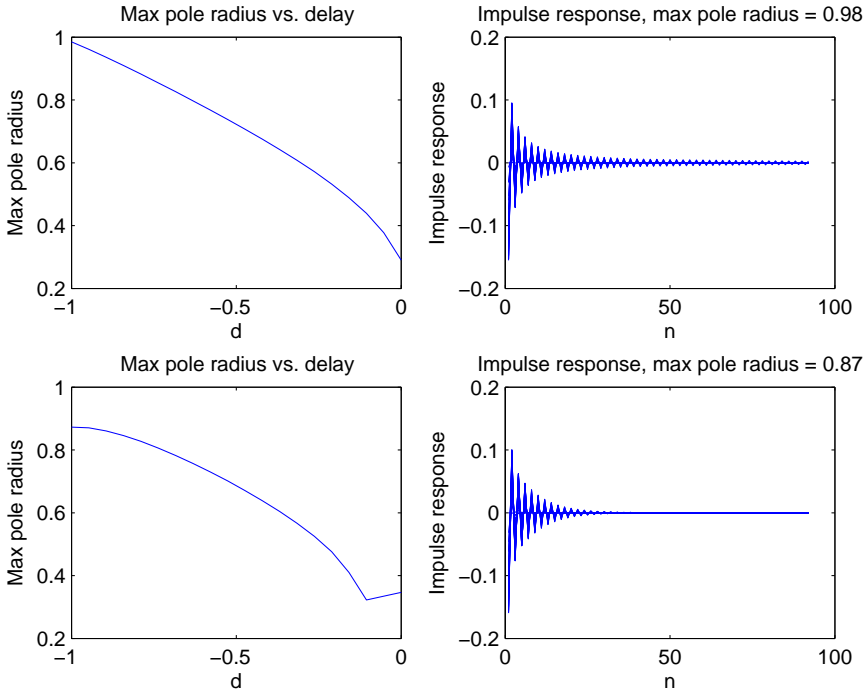 Max pole radius vs. delay
1
0.8
0.6
0.4
0.2
Max pole radius
−1
−0.5
0
d
Impulse response, max pole radius = 0.98
0.2
0.1
0
−0.1
−0.2
Impulse response
0
50
100
n
Max pole radius vs. delay
1
0.8
0.6
0.4
0.2
Max pole radius
−1
−0.5
0
d
Impulse response, max pole radius = 0.87
0.2
0.1
0
−0.1
−0.2
Impulse response
0
50
100
n